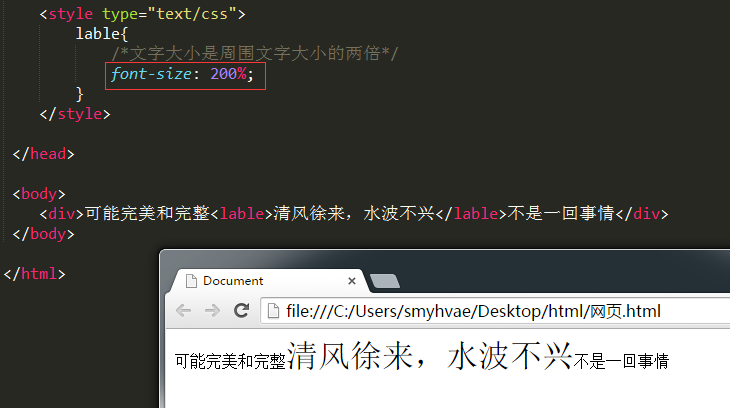 <style type="text/css">
lable{
/*文字大小是周围文字大小的两倍*/
font-size: 200%;
}
</style>
</head>
<body>
<div>可能完美和完整<lable>清风徐来，水波不兴</lable>不是一回事情</div>
</body>
</html>
Document
file:///C:/Users/smyhvae/Desktop/html/网页.html
可能完美和完整清风徐来，水波不兴不是一回事情